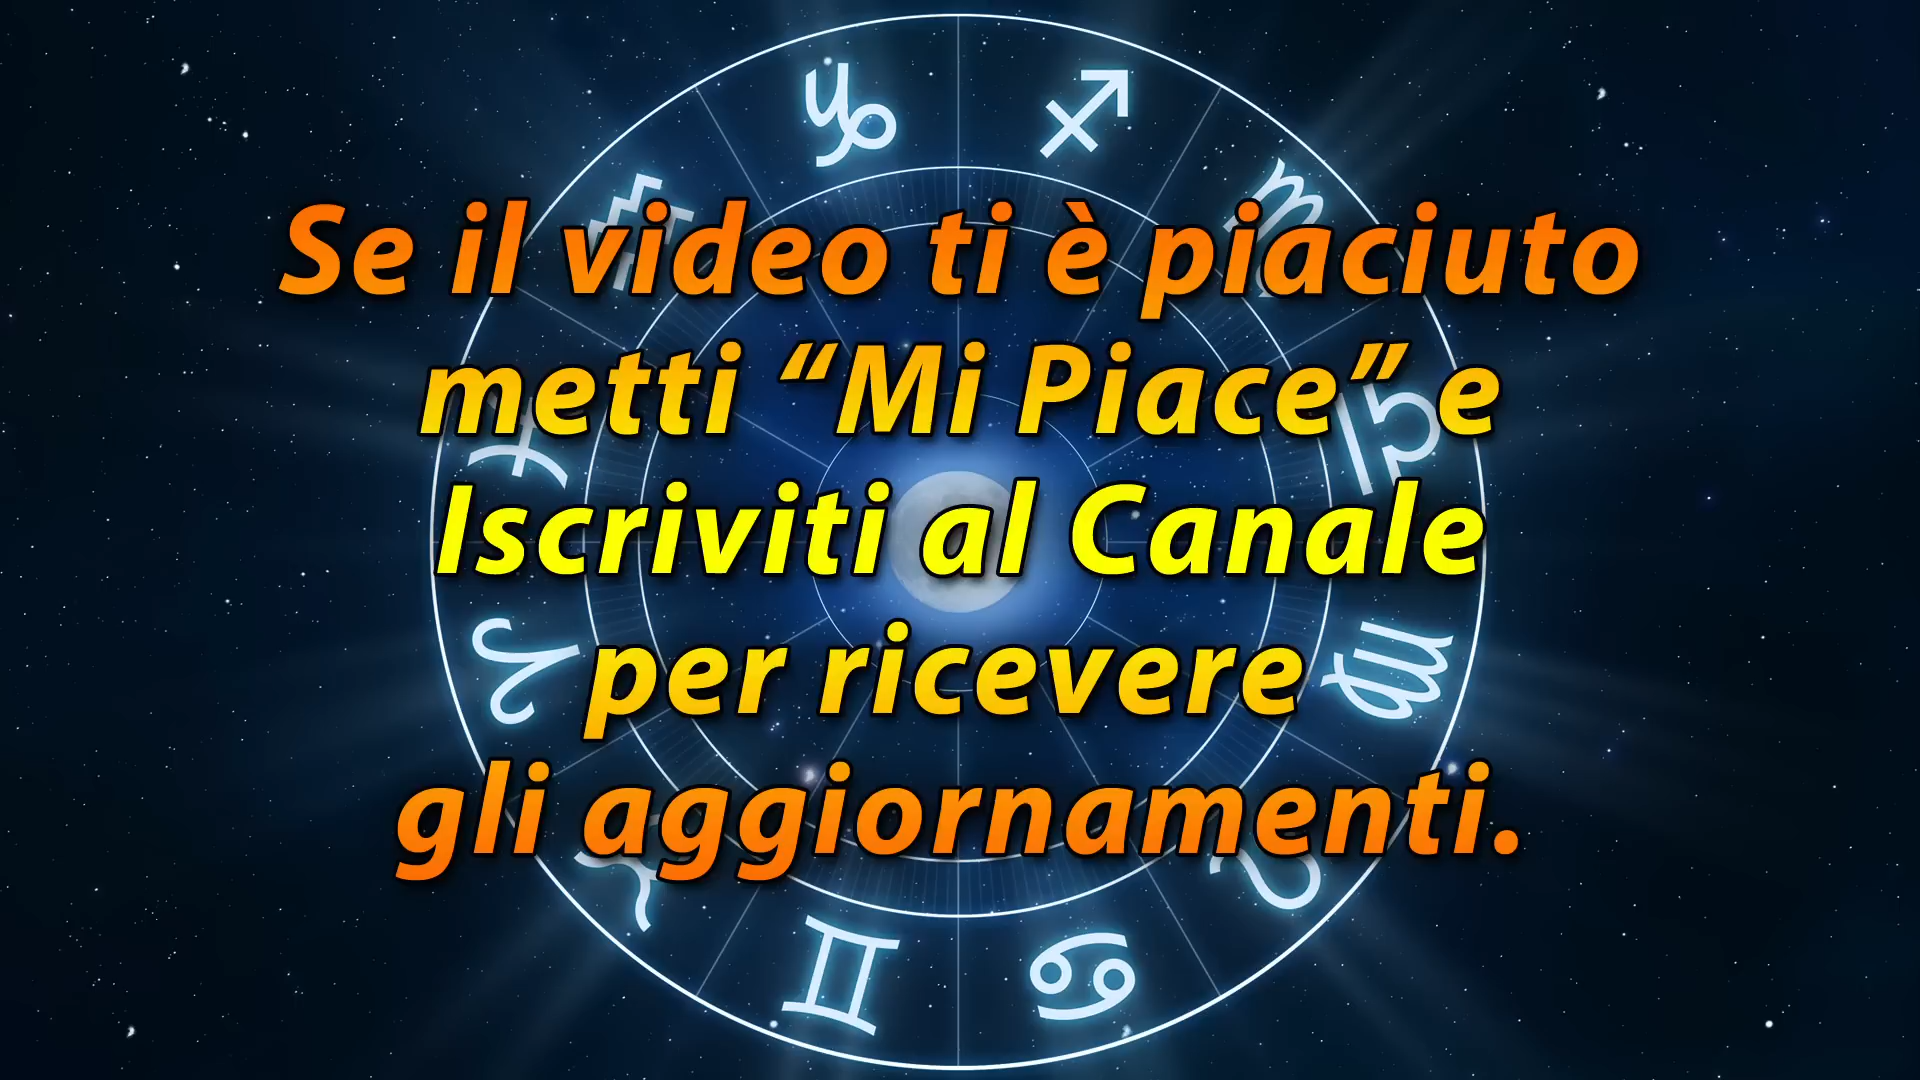 Se il video ti è piaciuto
metti “Mi Piace” e
Iscriviti al Canale
per ricevere
gli aggiornamenti.